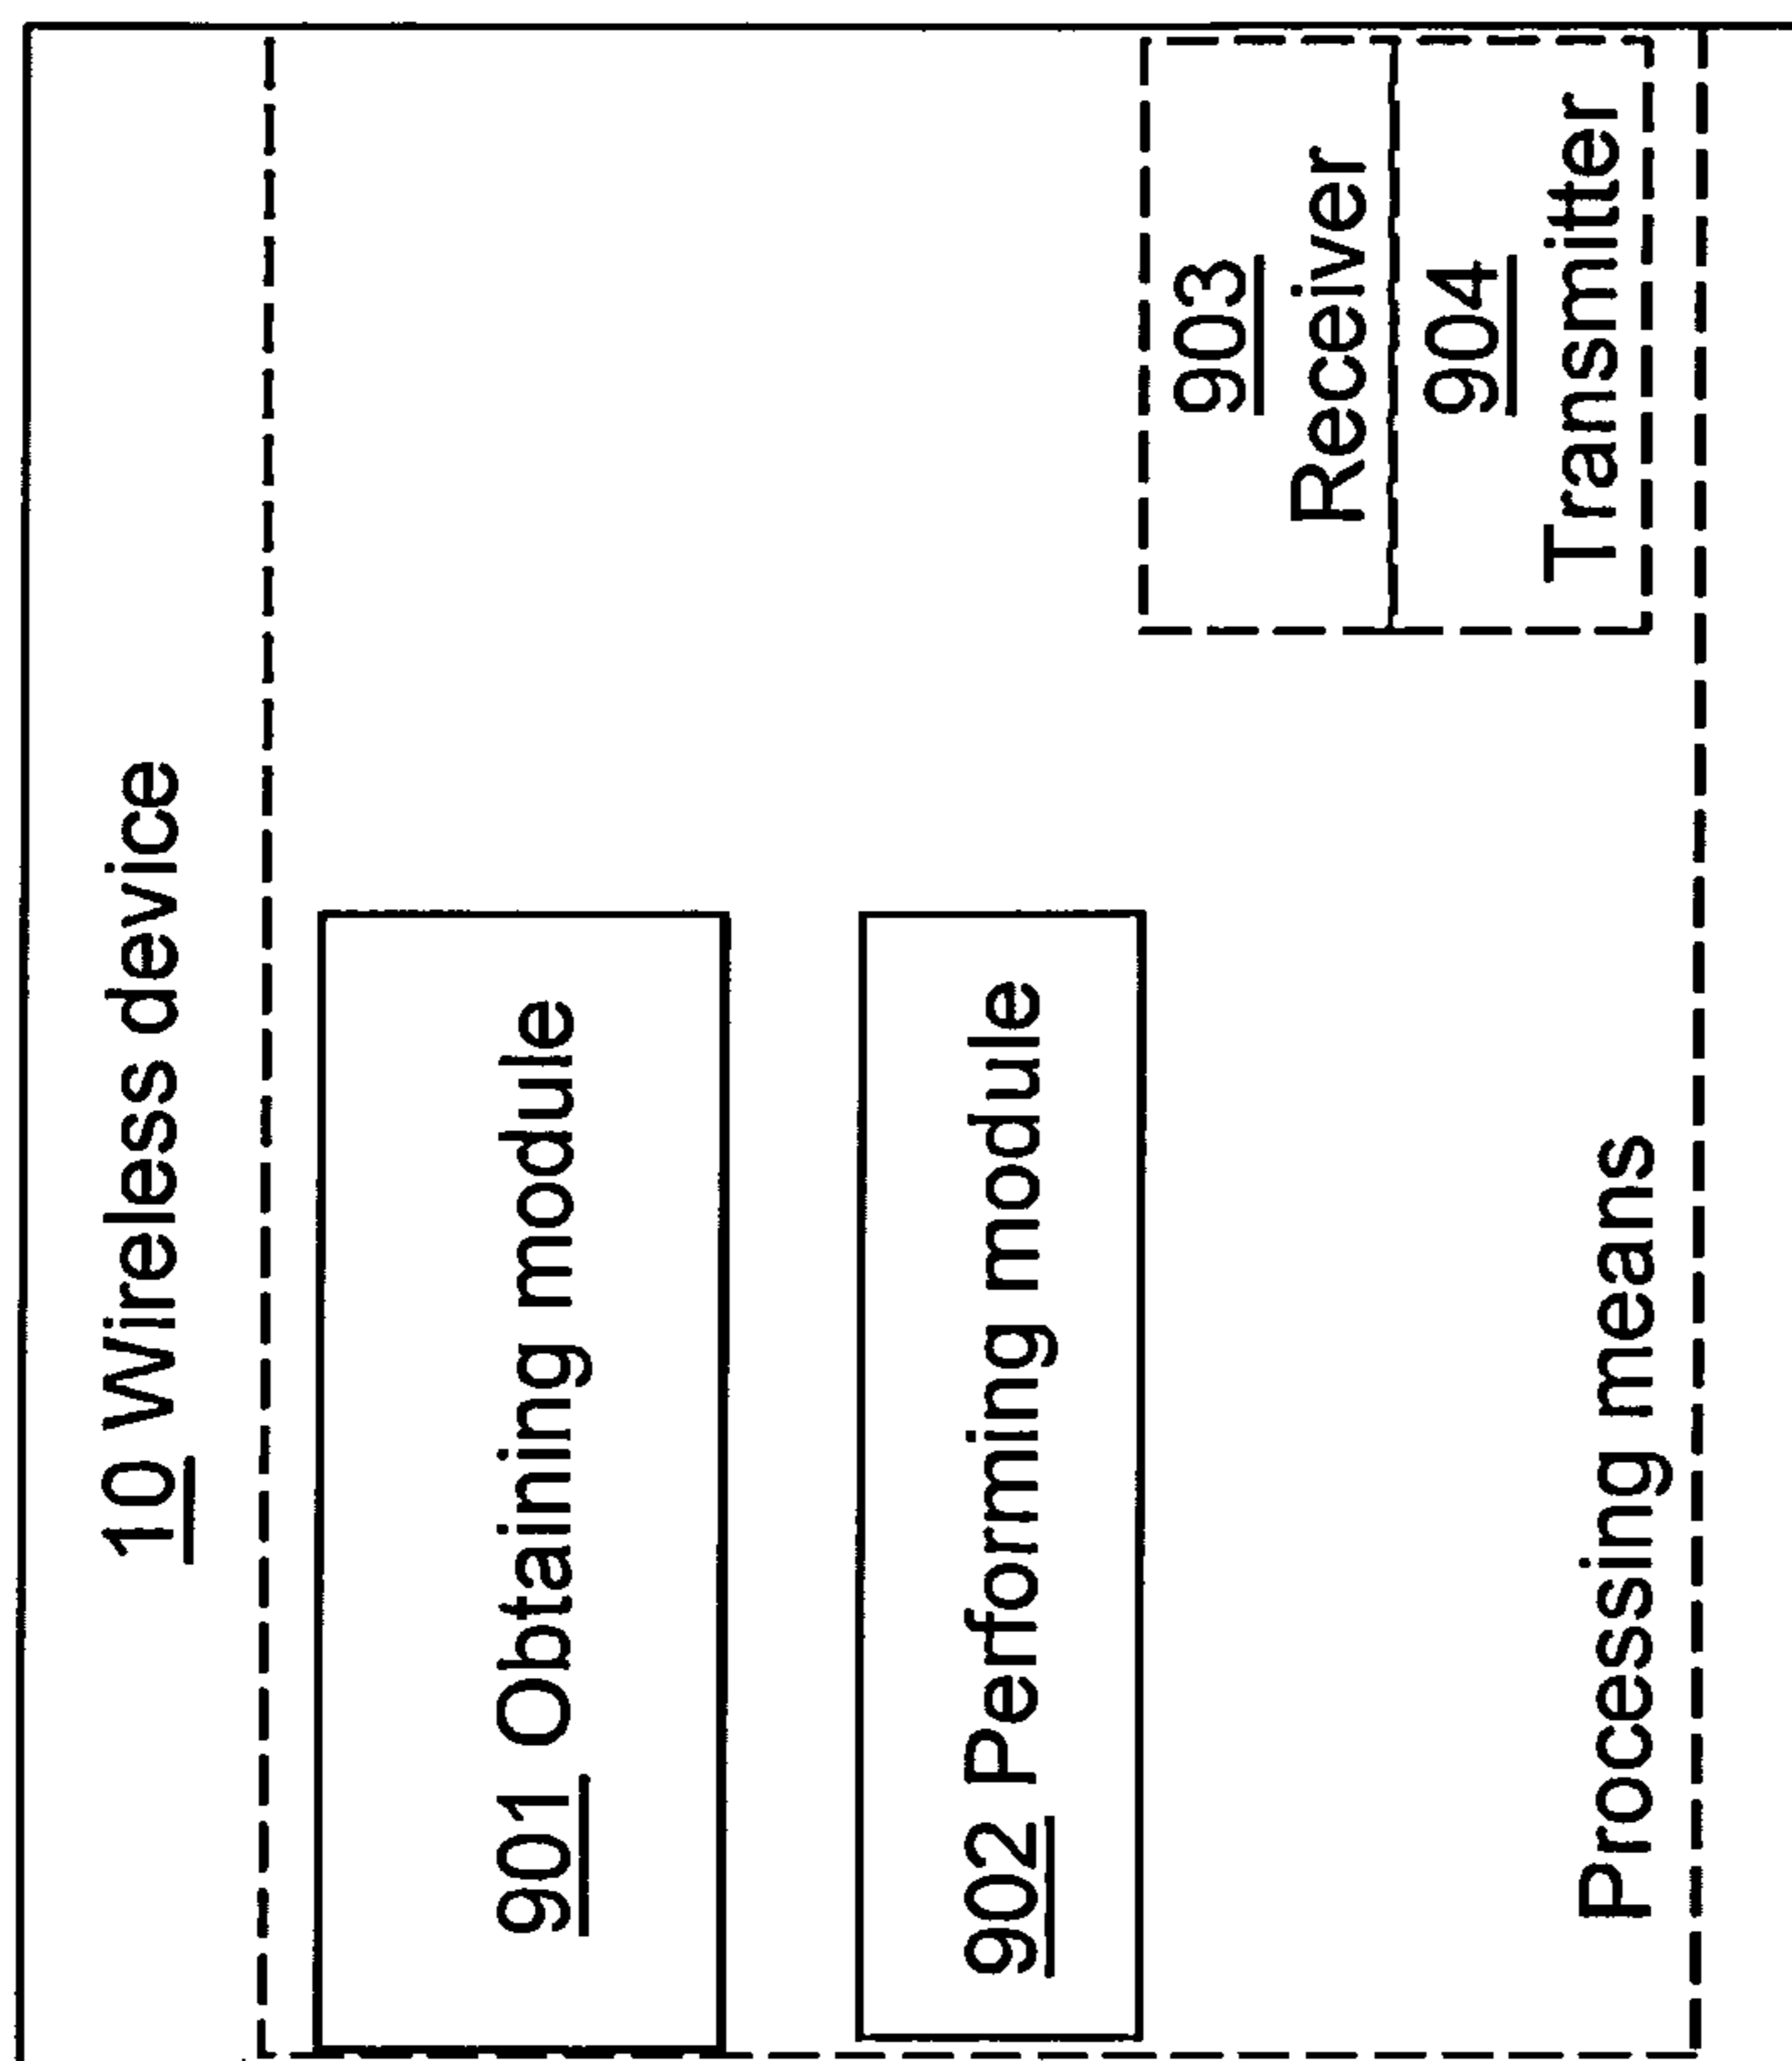 10 Wireless device
901 Obtaining module
902 Performing module
903
Receiver
904
Transmitter
Processing means